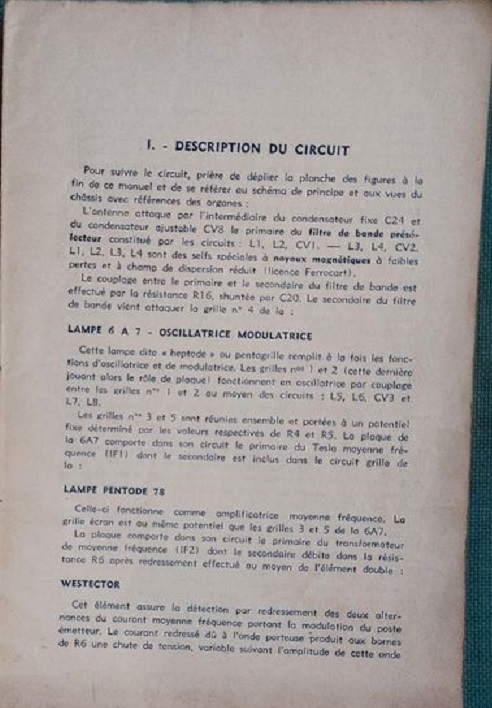 I. - DESCRIPTION DU CIRCUIT
Pour suivre le circuit, prière de déplier la planche des figures à la
fin de ce manuel et de se référer au schéma de principe et aux vues du
châssis avec références des organes :
L'antenne attaque par l'intermédiaire du condensateur fixe C24 et
du condensateur ajustable CV8 le primaire du filtre de bande présé-
lecteur constitué par les circuits : L1, L2, CV1. — L3, L4, CV2.
L1, L2, L3, L4 sont des selfs spéciales à noyaux magnétiques à faibles
pertes et à champ de dispersion réduit (licence Ferrocart).
Le couplage entre le primaire et le secondaire du filtre de bande est
effectué par la résistance R16, shuntée par C20. Le secondaire du filtre
de bande vient attaquer la grille n° 4 de la :
LAMPE 6 A 7 - OSCILLATRICE MODULATRICE
Cette lampe dite « heptode » ou pentagrille remplit à la fois les fonc-
tions d'oscillatrice et de modulatrice. Les grilles nos 1 et 2 (cette dernière
jouant alors le rôle de plaque) fonctionnent en oscillatrice par couplage
entre les grilles nos 1 et 2 au moyen des circuits : L5, L6, CV3 et
L7, L8.
Les grilles nos 3 et 5 sont réunies ensemble et portées à un potentiel
fixe déterminé par les valeurs respectives de R4 et R5. La plaque de
la 6A7 comporte dans son circuit le primaire du Tesla moyenne fré-
quence (IF1) dont le secondaire est inclus dans le circuit grille de
la :
LAMPE PENTODE 78
Celle-ci fonctionne comme amplificatrice moyenne fréquence. La
grille écran est au même potentiel que les grilles 3 et 5 de la 6A7.
La plaque comporte dans son circuit le primaire du transformateur
de moyenne fréquence (IF2) dont le secondaire débite dans la résis-
tance R6 après redressement effectué au moyen de l'élément double :
WESTECTOR
Cet élément assure la détection par redressement des deux alter-
nances du courant moyenne fréquence portant la modulation du poste
émetteur. Le courant redressé dû à l'onde porteuse produit aux bornes
de R6 une chute de tension, variable suivant l'amplitude de cette onde